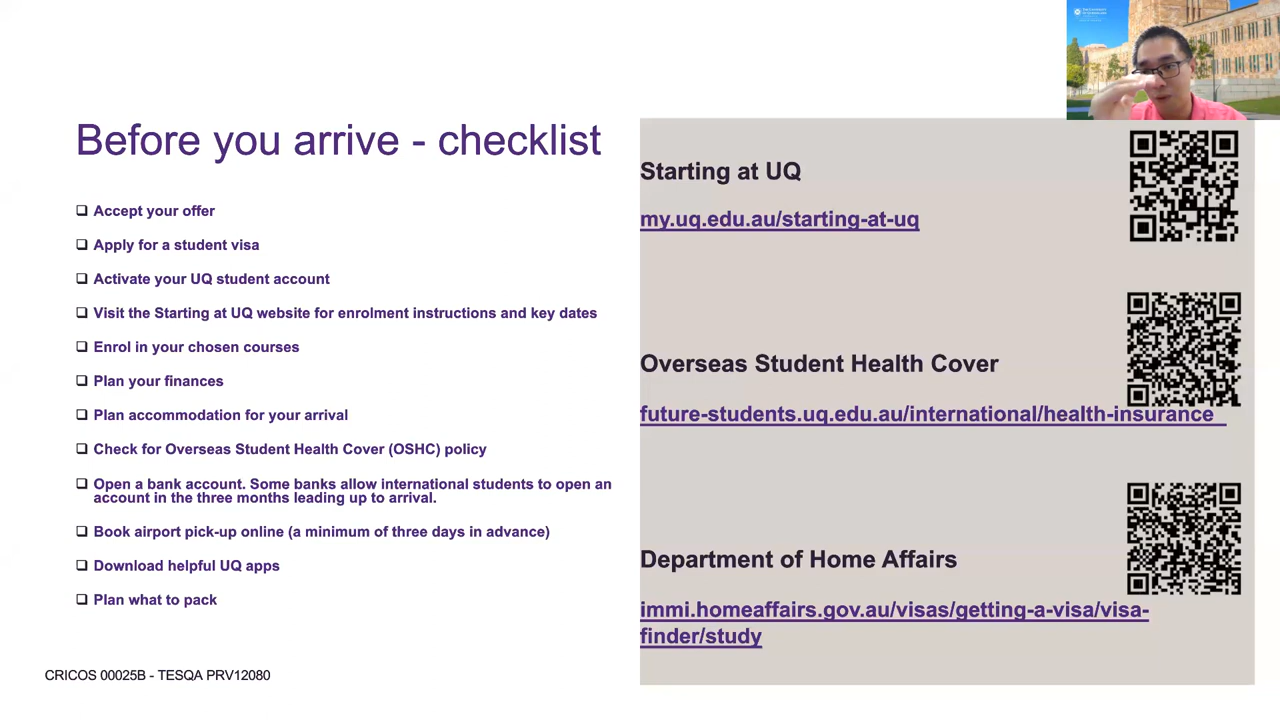 Before you arrive - checklist
Accept your offer
Apply for a student visa
Activate your UQ student account
Visit the Starting at UQ website for enrolment instructions and key dates
Enrol in your chosen courses
Plan your finances
Plan accommodation for your arrival
Check for Overseas Student Health Cover (OSHC) policy
Open a bank account. Some banks allow international students to open an
account in the three months leading up to arrival.
Book airport pick-up online (a minimum of three days in advance)
Download helpful UQ apps
Plan what to pack
CRICOS 00025B - TESQA PRV12080
Starting at UQ
my.uq.edu.au/starting-at-uq
Overseas Student Health Cover
future-students.uq.edu.au/international/health-insurance
Department of Home Affairs
immi.homeaffairs.gov.au/visas/getting-a-visa/visa-
finder/study